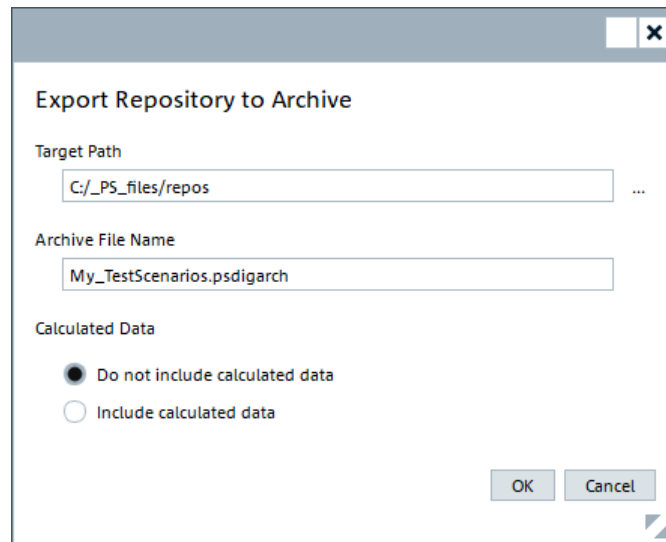 Export Repository to Archive
Target Path
C:/_PS_files/repos
...
Archive File Name
My_TestScenarios.psdigarch
Calculated Data
Do not include calculated data
Include calculated data
OK
Cancel